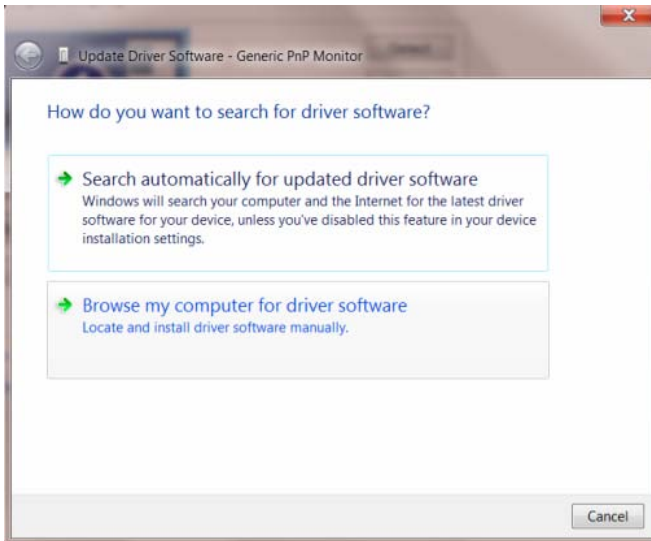 Update Driver Software - Generic PnP Monitor
How do you want to search for driver software?
Search automatically for updated driver software
Windows will search your computer and the Internet for the latest driver
software for your device, unless you've disabled this feature in your device
installation settings.
Browse my computer for driver software
Locate and install driver software manually.
Cancel